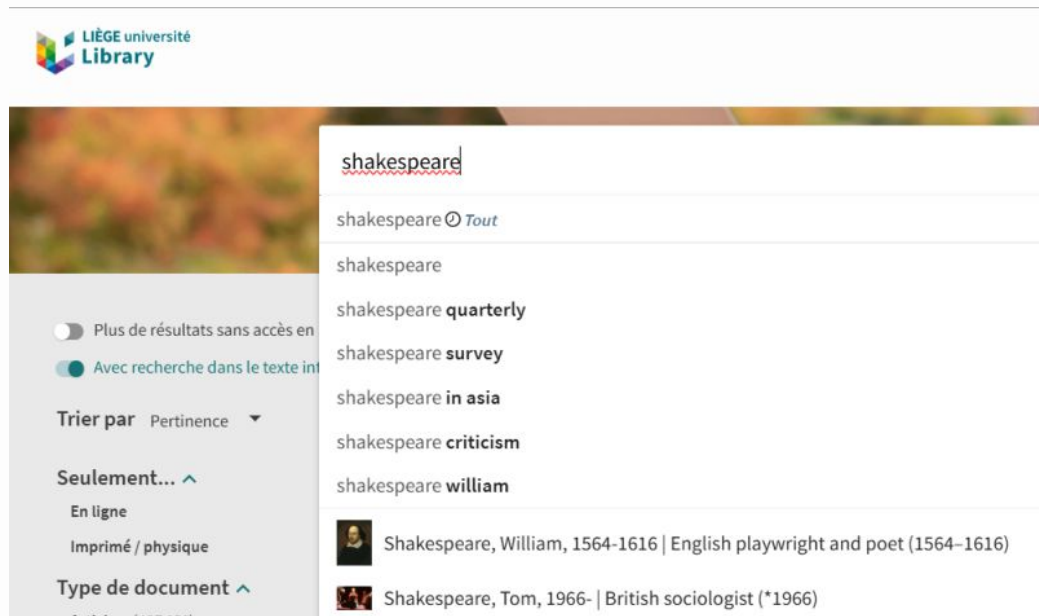 LIÈGE université
Library
shakespeare
shakespeare Tout
shakespeare
shakespeare quarterly
shakespeare survey
shakespeare in asia
shakespeare criticism
shakespeare william
Shakespeare, William, 1564-1616 | English playwright and poet (1564–1616)
Shakespeare, Tom, 1966- | British sociologist (*1966)
Plus de résultats sans accès en
Avec recherche dans le texte
Trier par Pertinence
Seulement...
En ligne
Imprimé / physique
Type de document